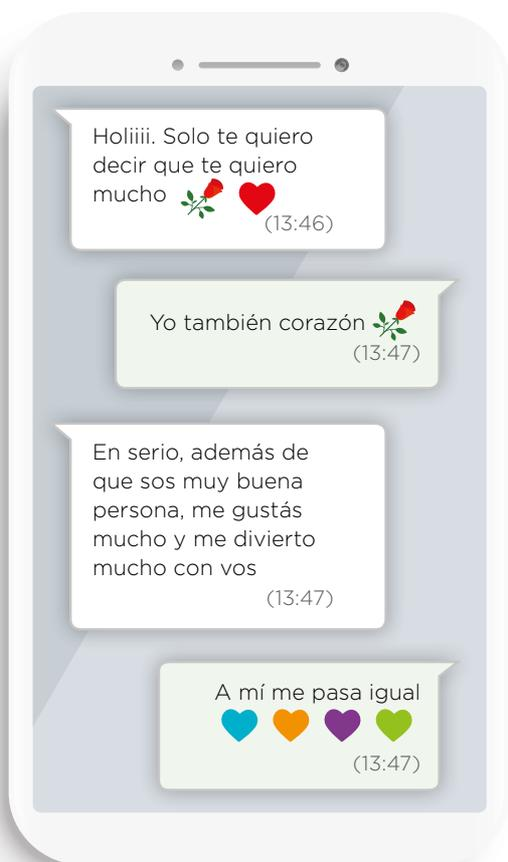 Holiiii. Solo te quiero
decir que te quiero
mucho
(13:46)
Yo también corazón
(13:47)
En serio, además de
que sos muy buena
persona, me gustás
mucho y me divierto
mucho con vos
(13:47)
A mí me pasa igual
(13:47)